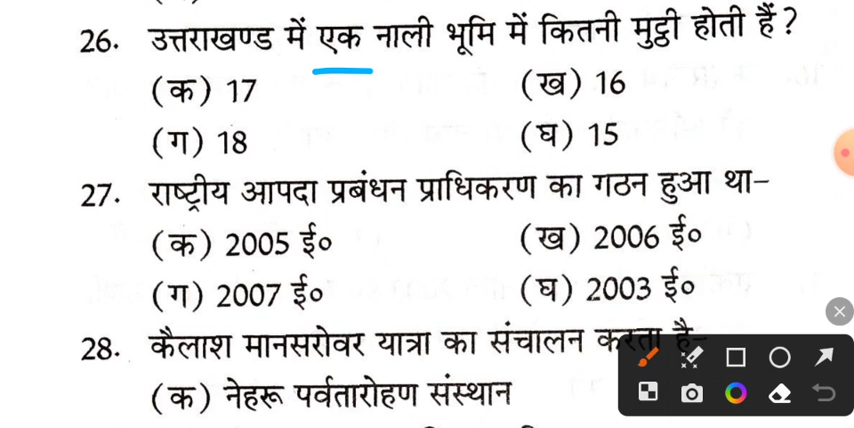 26. उत्तराखण्ड में एक नाली भूमि में कितनी मुट्ठी होती हैं?
(क) 17 (ख) 16
(ग) 18 (घ) 15
27. राष्ट्रीय आपदा प्रबंधन प्राधिकरण का गठन हुआ था–
(क) 2005 ई० (ख) 2006 ई०
(ग) 2007 ई० (घ) 2003 ई०
28. कैलाश मानसरोवर यात्रा का संचालन करता है–
(क) नेहरू पर्वतारोहण संस्थान